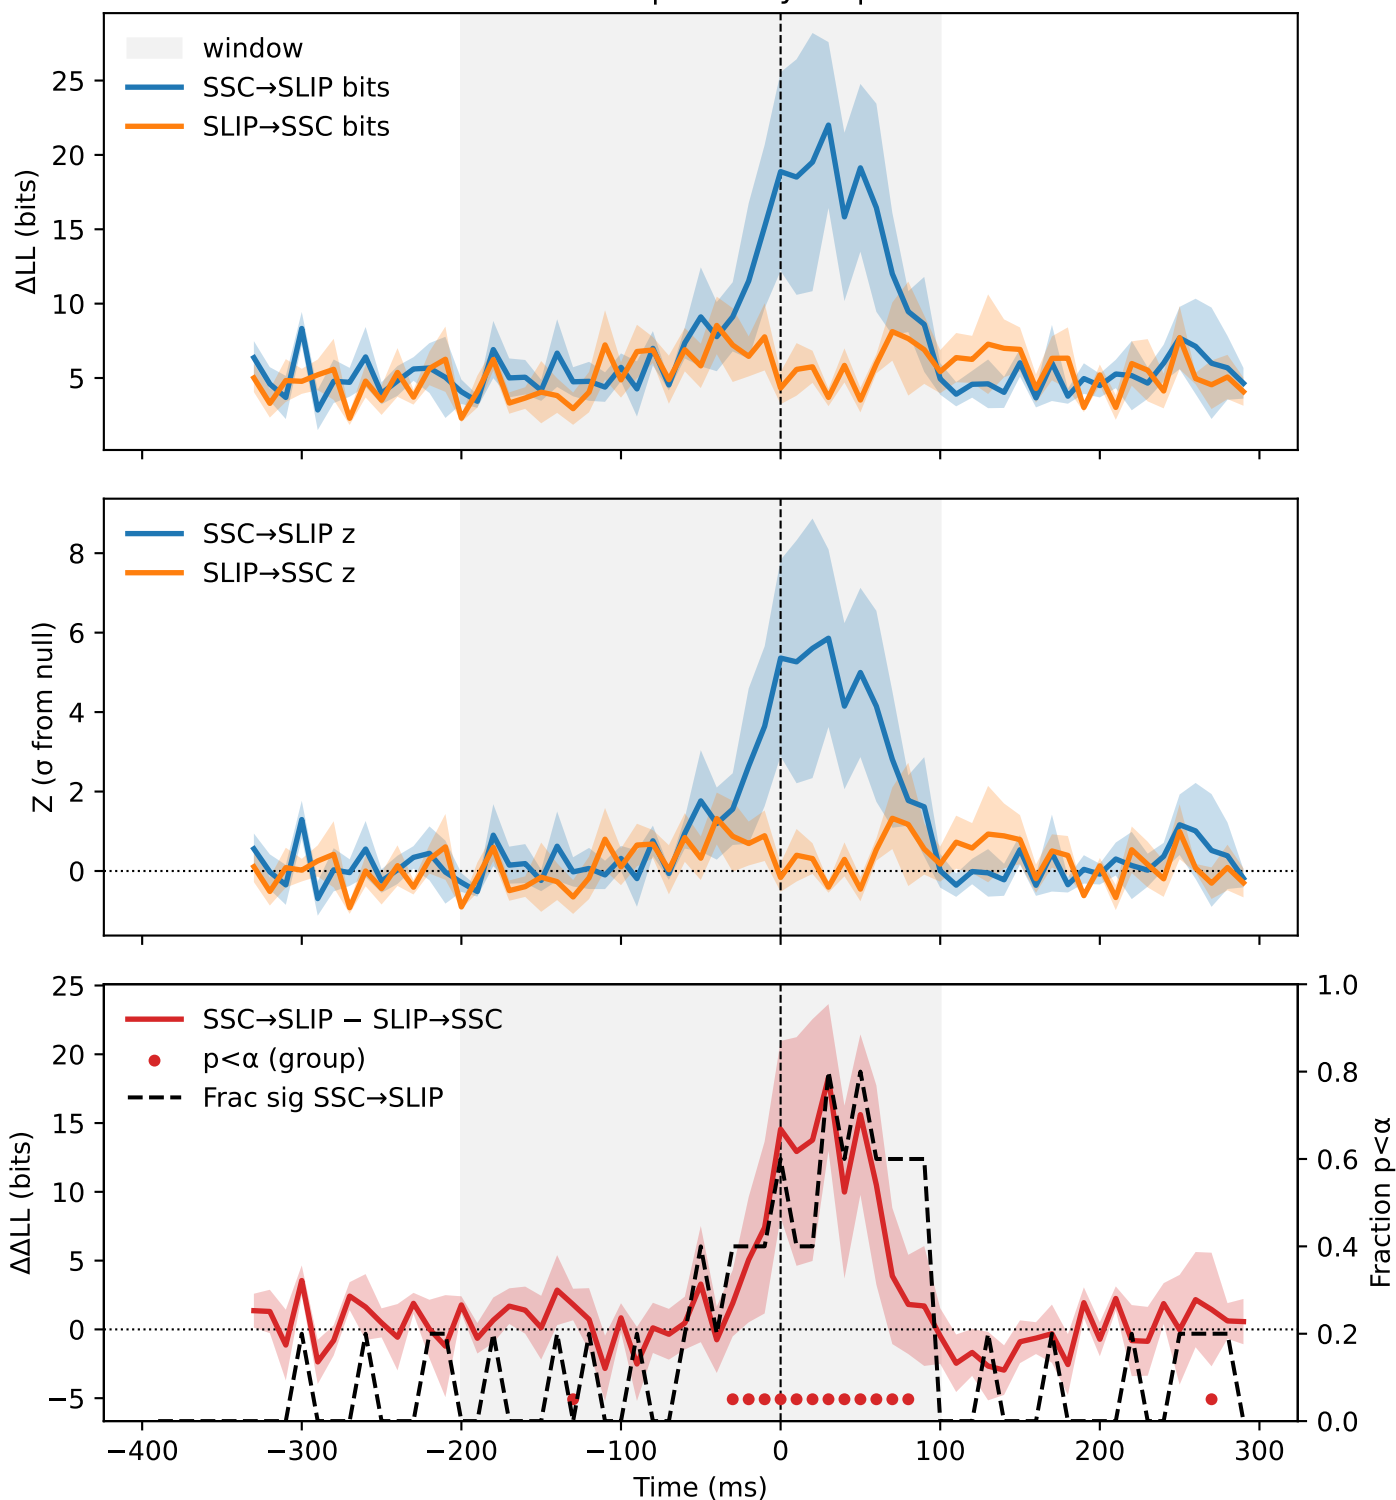 window
SSC→SLIP bits
SLIP→SSC bits
ΔLL (bits)
25
20
15
10
5
SSC→SLIP z
SLIP→SSC z
Z (σ from null)
8
6
4
2
0
SSC→SLIP − SLIP→SSC
p<α (group)
Frac sig SSC→SLIP
ΔΔLL (bits)
25
20
15
10
5
0
−5
1.0
0.8
0.6
0.4
0.2
0.0
Fraction p<α
−400 −300 −200 −100 0 100 200 300
Time (ms)